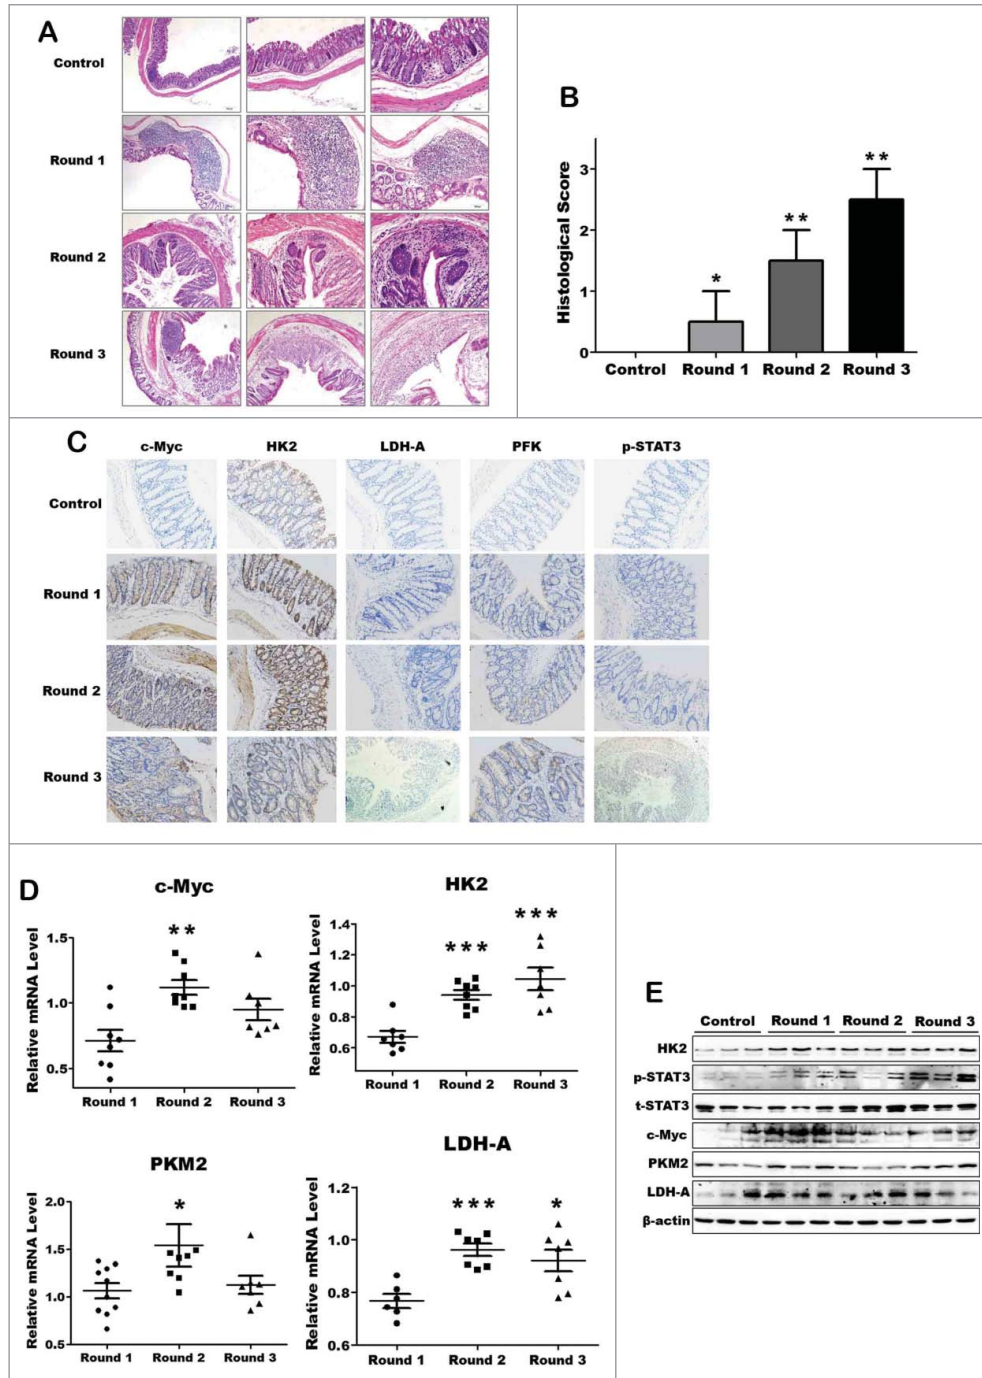 A
Control
Round 1
Round 2
Round 3
B
Histological Score
3
2
1
0
* ** **
Control Round 1 Round 2 Round 3
C
c-Myc HK2 LDH-A PFK p-STAT3
Control
Round 1
Round 2
Round 3
D
c-Myc
Relative mRNA Level
1.5
1.0
0.5
**
Round 1 Round 2 Round 3
HK2
Relative mRNA Level
1.4
1.2
1.0
0.8
0.6
*** ***
Round 1 Round 2 Round 3
PKM2
Relative mRNA Level
2.0
1.5
1.0
0.5
*
Round 1 Round 2 Round 3
LDH-A
Relative mRNA Level
1.2
1.0
0.8
0.6
*** *
Round 1 Round 2 Round 3
E
Control Round 1 Round 2 Round 3
HK2
p-STAT3
t-STAT3
c-Myc
PKM2
LDH-A
β-actin